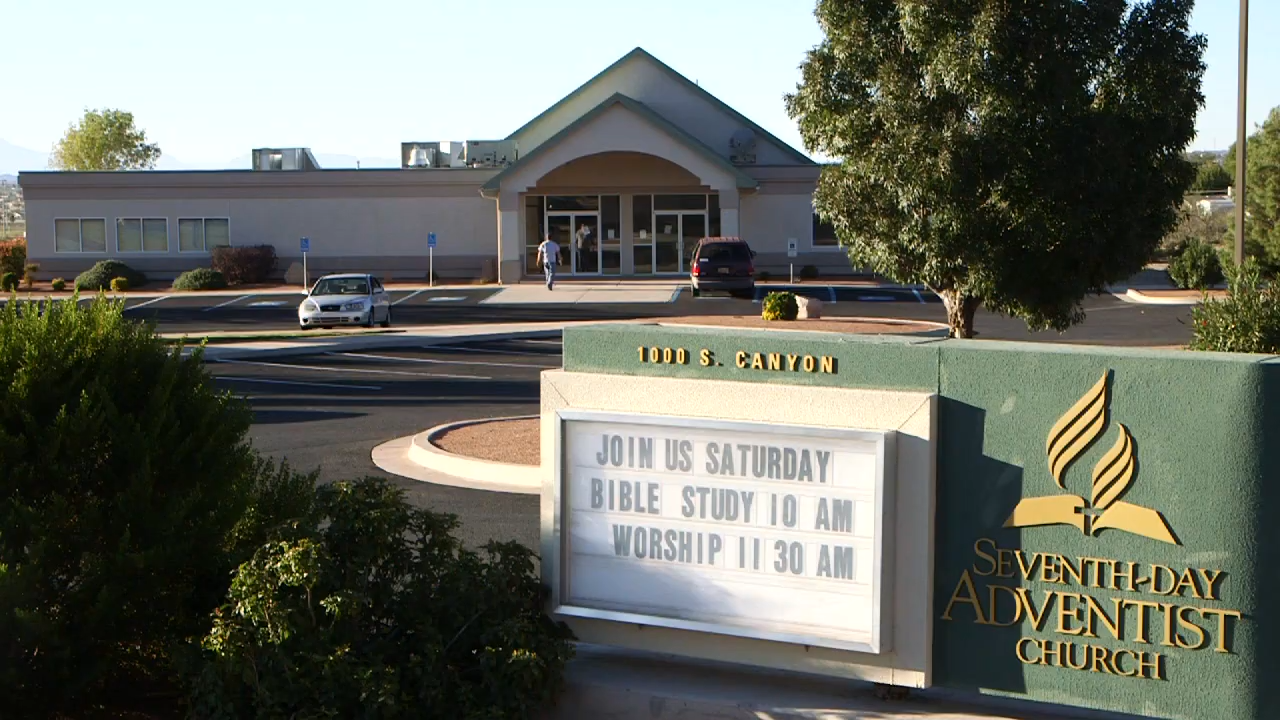 1000 S. CANYON
JOIN US SATURDAY
BIBLE STUDY 10 AM
WORSHIP 11 30 AM
SEVENTH-DAY
ADVENTIST
CHURCH